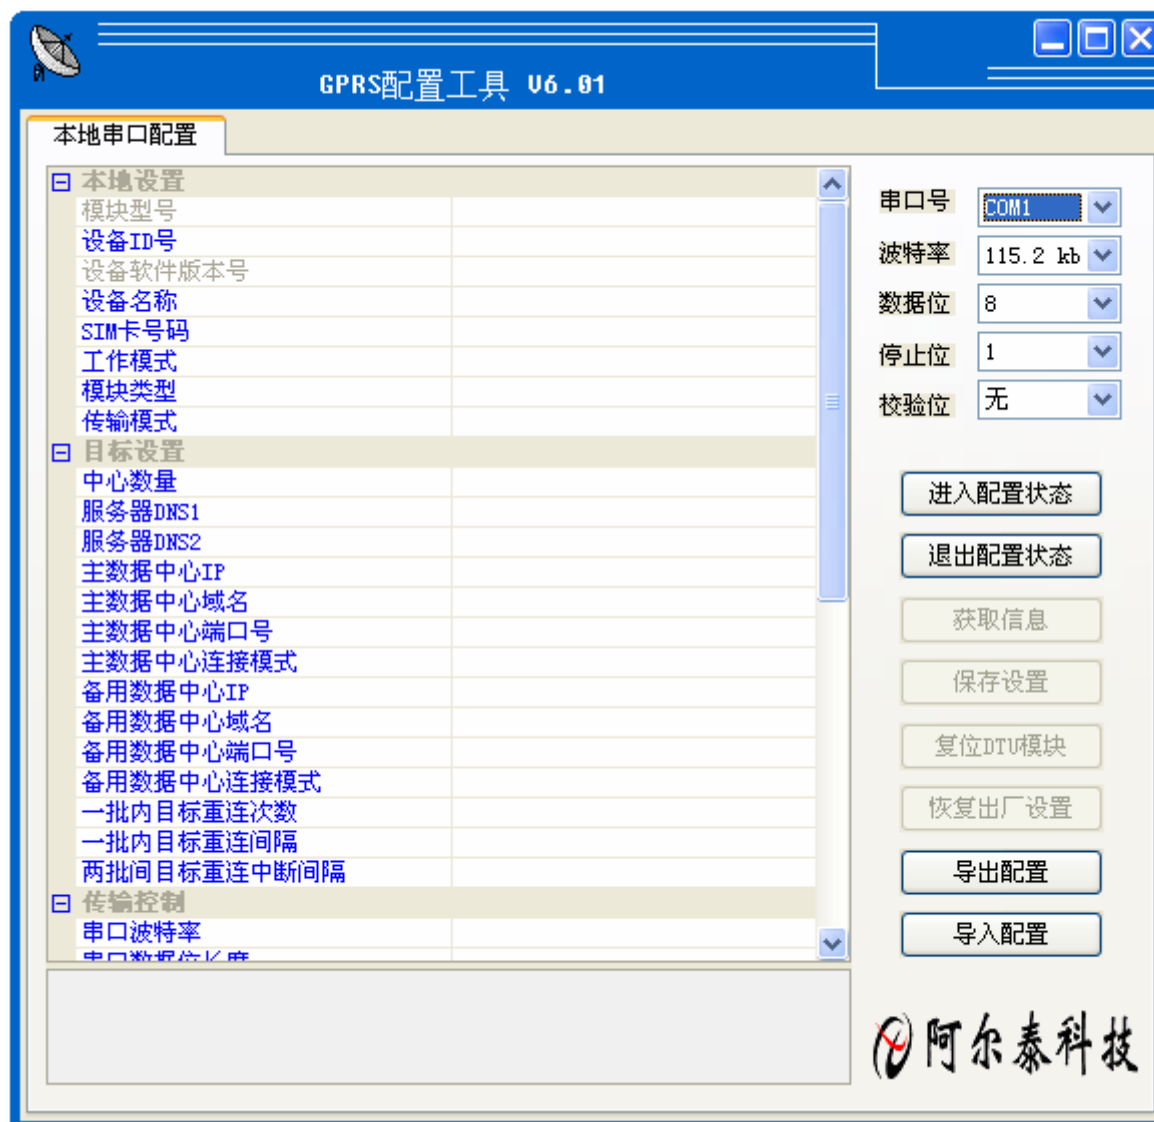 GPRS配置工具 V6.01
本地串口配置
本地设置
模块型号
设备ID号
设备软件版本号
设备名称
SIM卡号码
工作模式
模块类型
传输模式
目标设置
中心数量
服务器DNS1
服务器DNS2
主数据中心IP
主数据中心域名
主数据中心端口号
主数据中心连接模式
备用数据中心IP
备用数据中心域名
备用数据中心端口号
备用数据中心连接模式
一批内目标重连次数
一批内目标重连间隔
两批间目标重连中断间隔
传输控制
串口波特率
串口数据位长度
串口号 COM1
波特率 115.2 kb
数据位 8
停止位 1
校验位 无
进入配置状态
退出配置状态
获取信息
保存设置
复位DTU模块
恢复出厂设置
导出配置
导入配置
阿尔泰科技